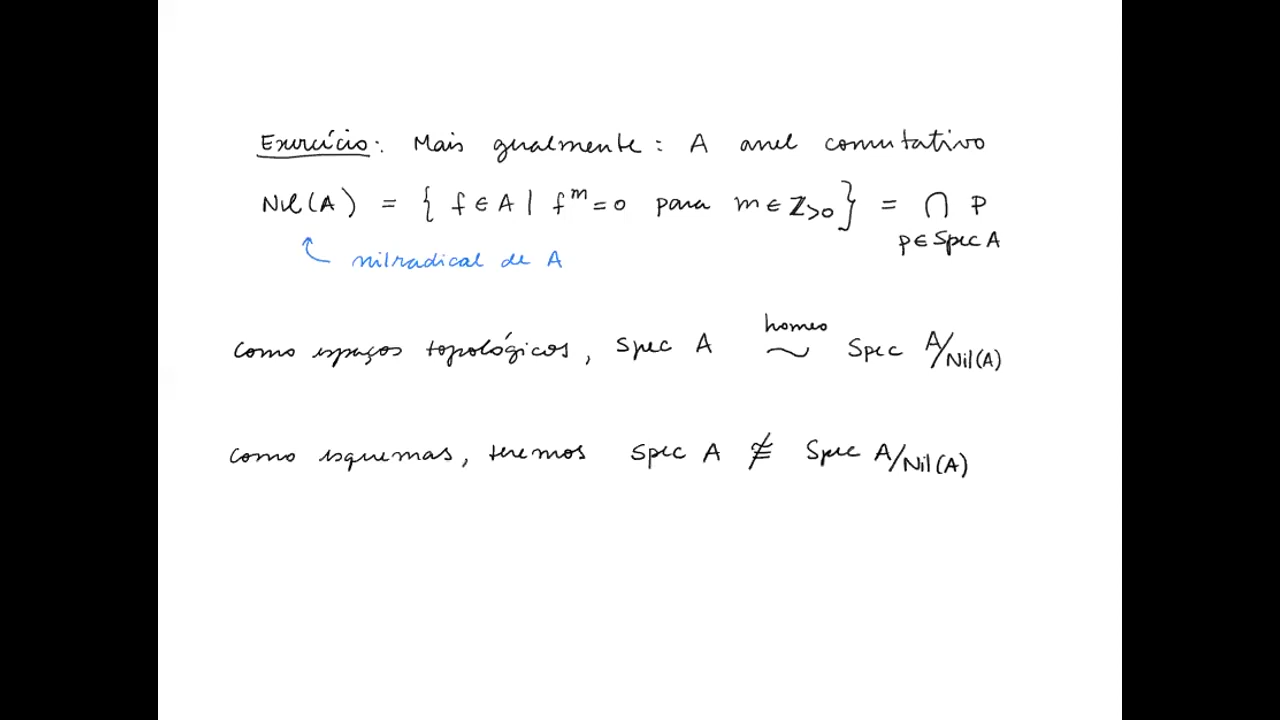 Exercício: Mais geralmente: A anel comutativo
Nil(A) = { f ∈ A | f^m = 0 para m ∈ ℤ>0 } = ⋂ p
p ∈ Spec A
nilradical de A
como espaços topológicos, Spec A ~ Spec A/Nil(A)
homeo
como esquemas, teremos Spec A ≇ Spec A/Nil(A)